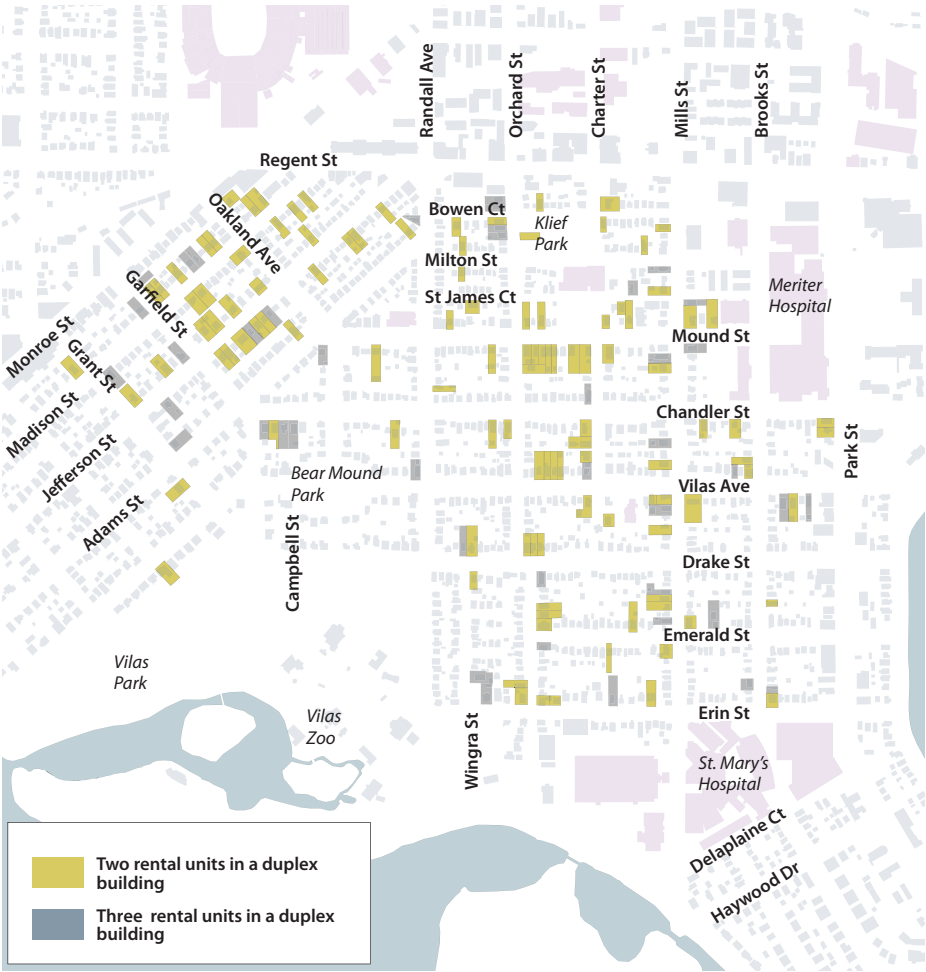 Randall Ave
Orchard St
Charter St
Mills St
Brooks St
Regent St
Oakland Ave
Bowen Ct
Klief
Park
Milton St
Garfield St
St James Ct
Meriter
Hospital
Monroe St
Grant St
Mound St
Madison St
Chandler St
Jefferson St
Park St
Bear Mound
Park
Vilas Ave
Adams St
Campbell St
Drake St
Emerald St
Vilas
Park
Vilas
Zoo
Wingra St
Erin St
St. Mary's
Hospital
Delaplaine Ct
Haywood Dr
Two rental units in a duplex
building
Three rental units in a duplex
building